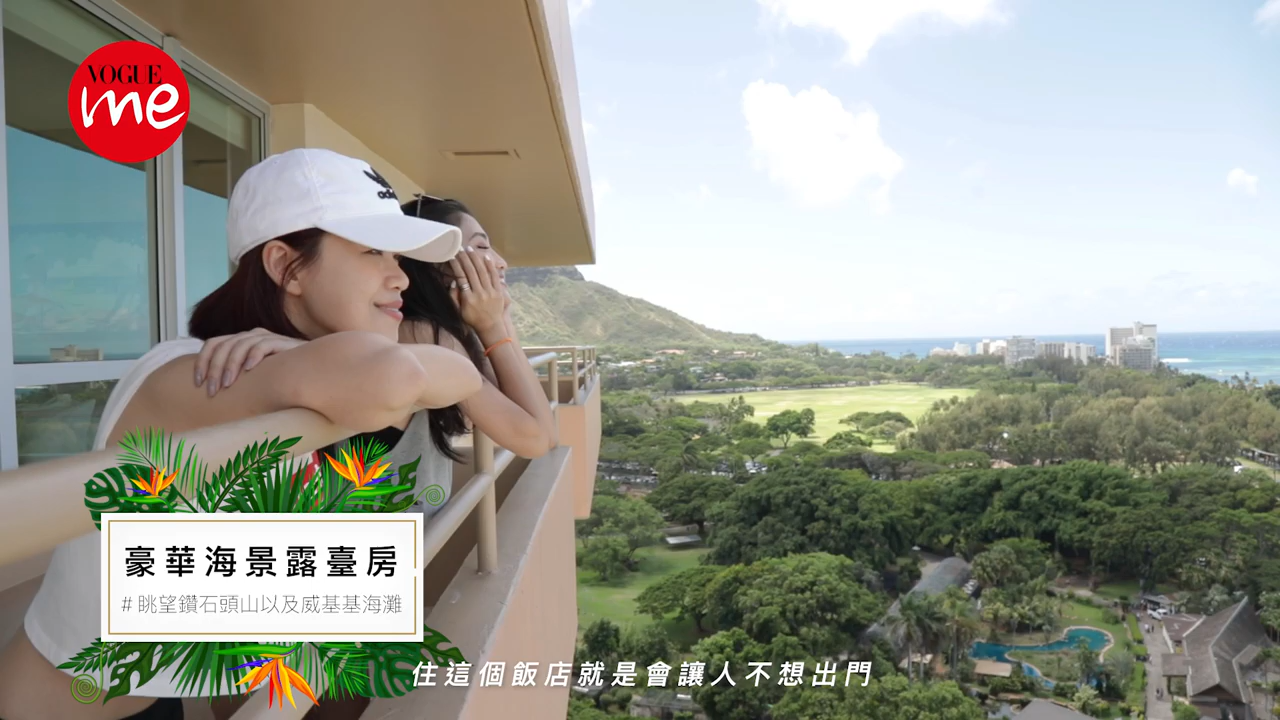 VOGUE
me
adidas
豪華海景露臺房
#眺望鑽石頭山以及威基基海灘
住這個飯店就是會讓人不想出門